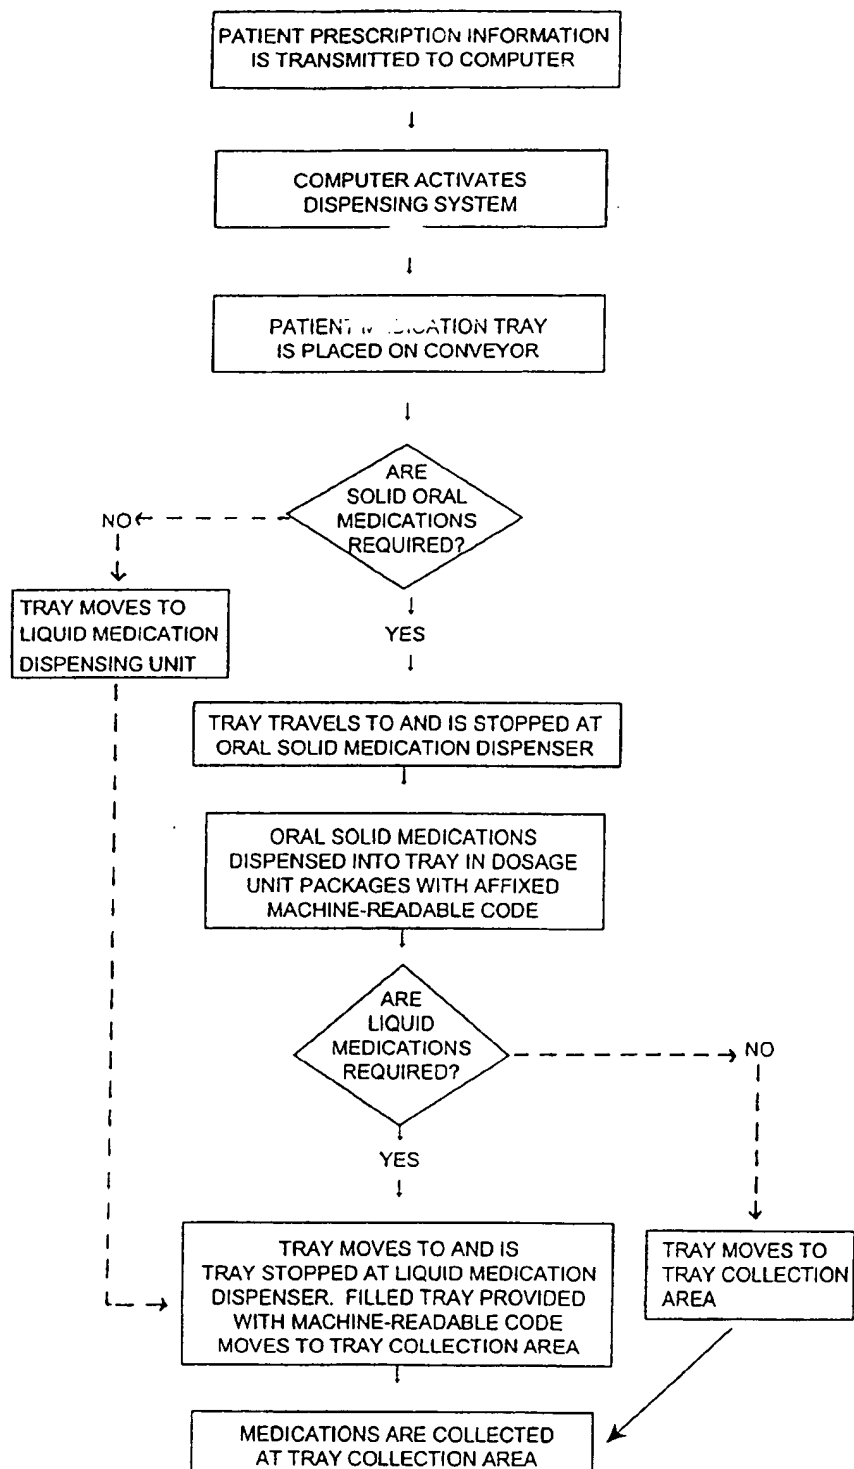 PATIENT PRESCRIPTION INFORMATION
IS TRANSMITTED TO COMPUTER
COMPUTER ACTIVATES
DISPENSING SYSTEM
PATIENT MEDICATION TRAY
IS PLACED ON CONVEYOR
ARE
SOLID ORAL
MEDICATIONS
REQUIRED?
NO
TRAY MOVES TO
LIQUID MEDICATION
DISPENSING UNIT
YES
TRAY TRAVELS TO AND IS STOPPED AT
ORAL SOLID MEDICATION DISPENSER
ORAL SOLID MEDICATIONS
DISPENSED INTO TRAY IN DOSAGE
UNIT PACKAGES WITH AFFIXED
MACHINE-READABLE CODE
ARE
LIQUID
MEDICATIONS
REQUIRED?
NO
YES
TRAY MOVES TO AND IS
TRAY STOPPED AT LIQUID MEDICATION
DISPENSER. FILLED TRAY PROVIDED
WITH MACHINE-READABLE CODE
MOVES TO TRAY COLLECTION AREA
TRAY MOVES TO
TRAY COLLECTION
AREA
MEDICATIONS ARE COLLECTED
AT TRAY COLLECTION AREA